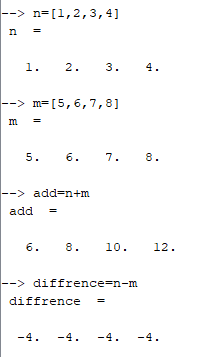 --> n=[1,2,3,4]
n =
1. 2. 3. 4.
--> m=[5,6,7,8]
m =
5. 6. 7. 8.
--> add=n+m
add =
6. 8. 10. 12.
--> diffrence=n-m
diffrence =
-4. -4. -4. -4.